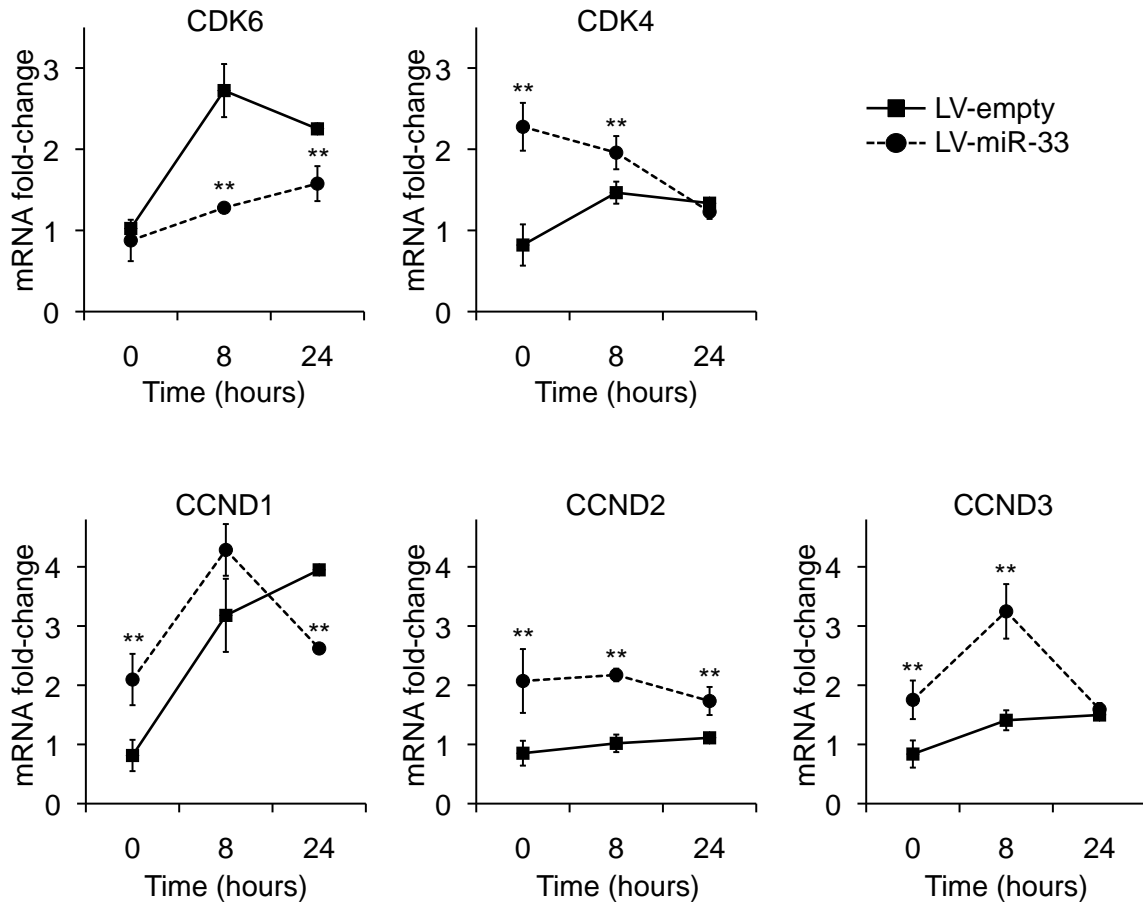 CDK6
mRNA fold-change
3
2
1
0
**
**
0 8 24
Time (hours)
CDK4
mRNA fold-change
3
2
1
0
**
**
0 8 24
Time (hours)
LV-empty
LV-miR-33
CCND1
mRNA fold-change
4
3
2
1
0
**
**
0 8 24
Time (hours)
CCND2
mRNA fold-change
4
3
2
1
0
**
**
**
0 8 24
Time (hours)
CCND3
mRNA fold-change
4
3
2
1
0
**
**
0 8 24
Time (hours)